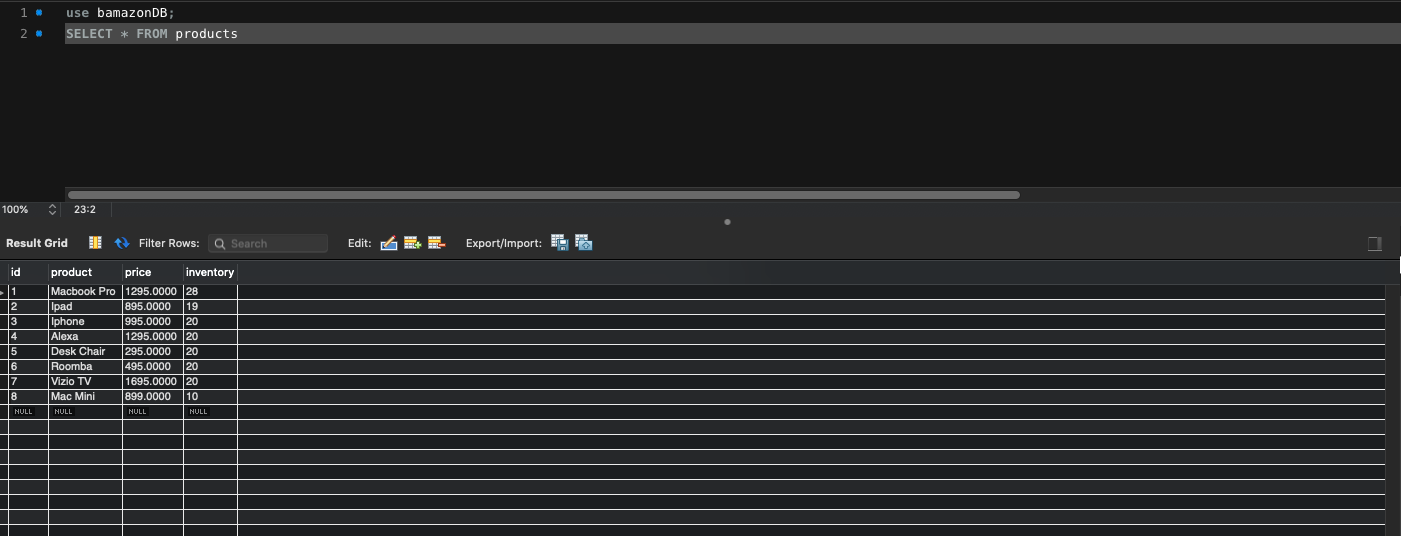 1 use bamazonDB;
2 SELECT * FROM products
100% 23:2
Result Grid Filter Rows: Search Edit: Export/Import:
id product price inventory
1 Macbook Pro 1295.0000 28
2 Ipad 895.0000 19
3 Iphone 995.0000 20
4 Alexa 1295.0000 20
5 Desk Chair 295.0000 20
6 Roomba 495.0000 20
7 Vizio TV 1695.0000 20
8 Mac Mini 899.0000 10
NULL NULL NULL NULL